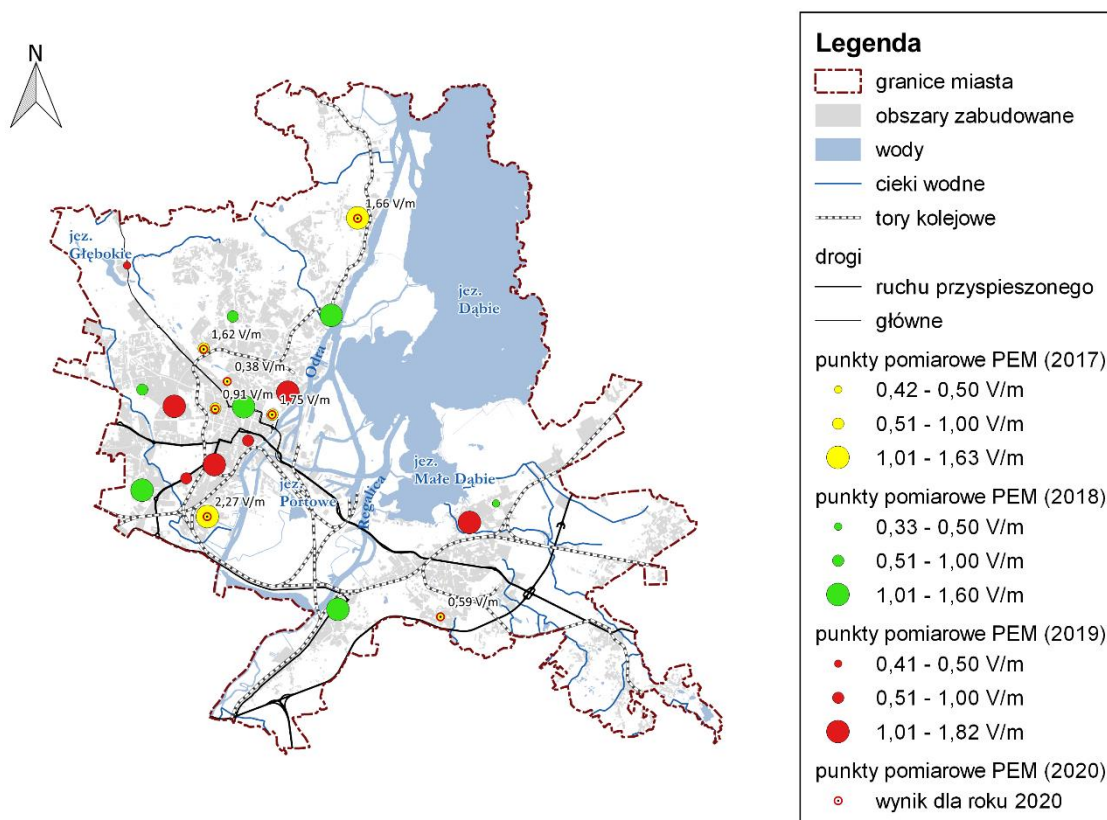 N
1,66 V/m
jez.
Głębokie
jez.
Dąbie
1,62 V/m
Odra
0,38 V/m
0,91 V/m
1,75 V/m
jez.
Małe Dąbie
jez.
Portowe
Regalica
2,27 V/m
0,59 V/m
Legenda
granice miasta
obszary zabudowane
wody
cieki wodne
tory kolejowe
drogi
ruchu przyspieszonego
główne
punkty pomiarowe PEM (2017)
0,42 - 0,50 V/m
0,51 - 1,00 V/m
1,01 - 1,63 V/m
punkty pomiarowe PEM (2018)
0,33 - 0,50 V/m
0,51 - 1,00 V/m
1,01 - 1,60 V/m
punkty pomiarowe PEM (2019)
0,41 - 0,50 V/m
0,51 - 1,00 V/m
1,01 - 1,82 V/m
punkty pomiarowe PEM (2020)
wynik dla roku 2020